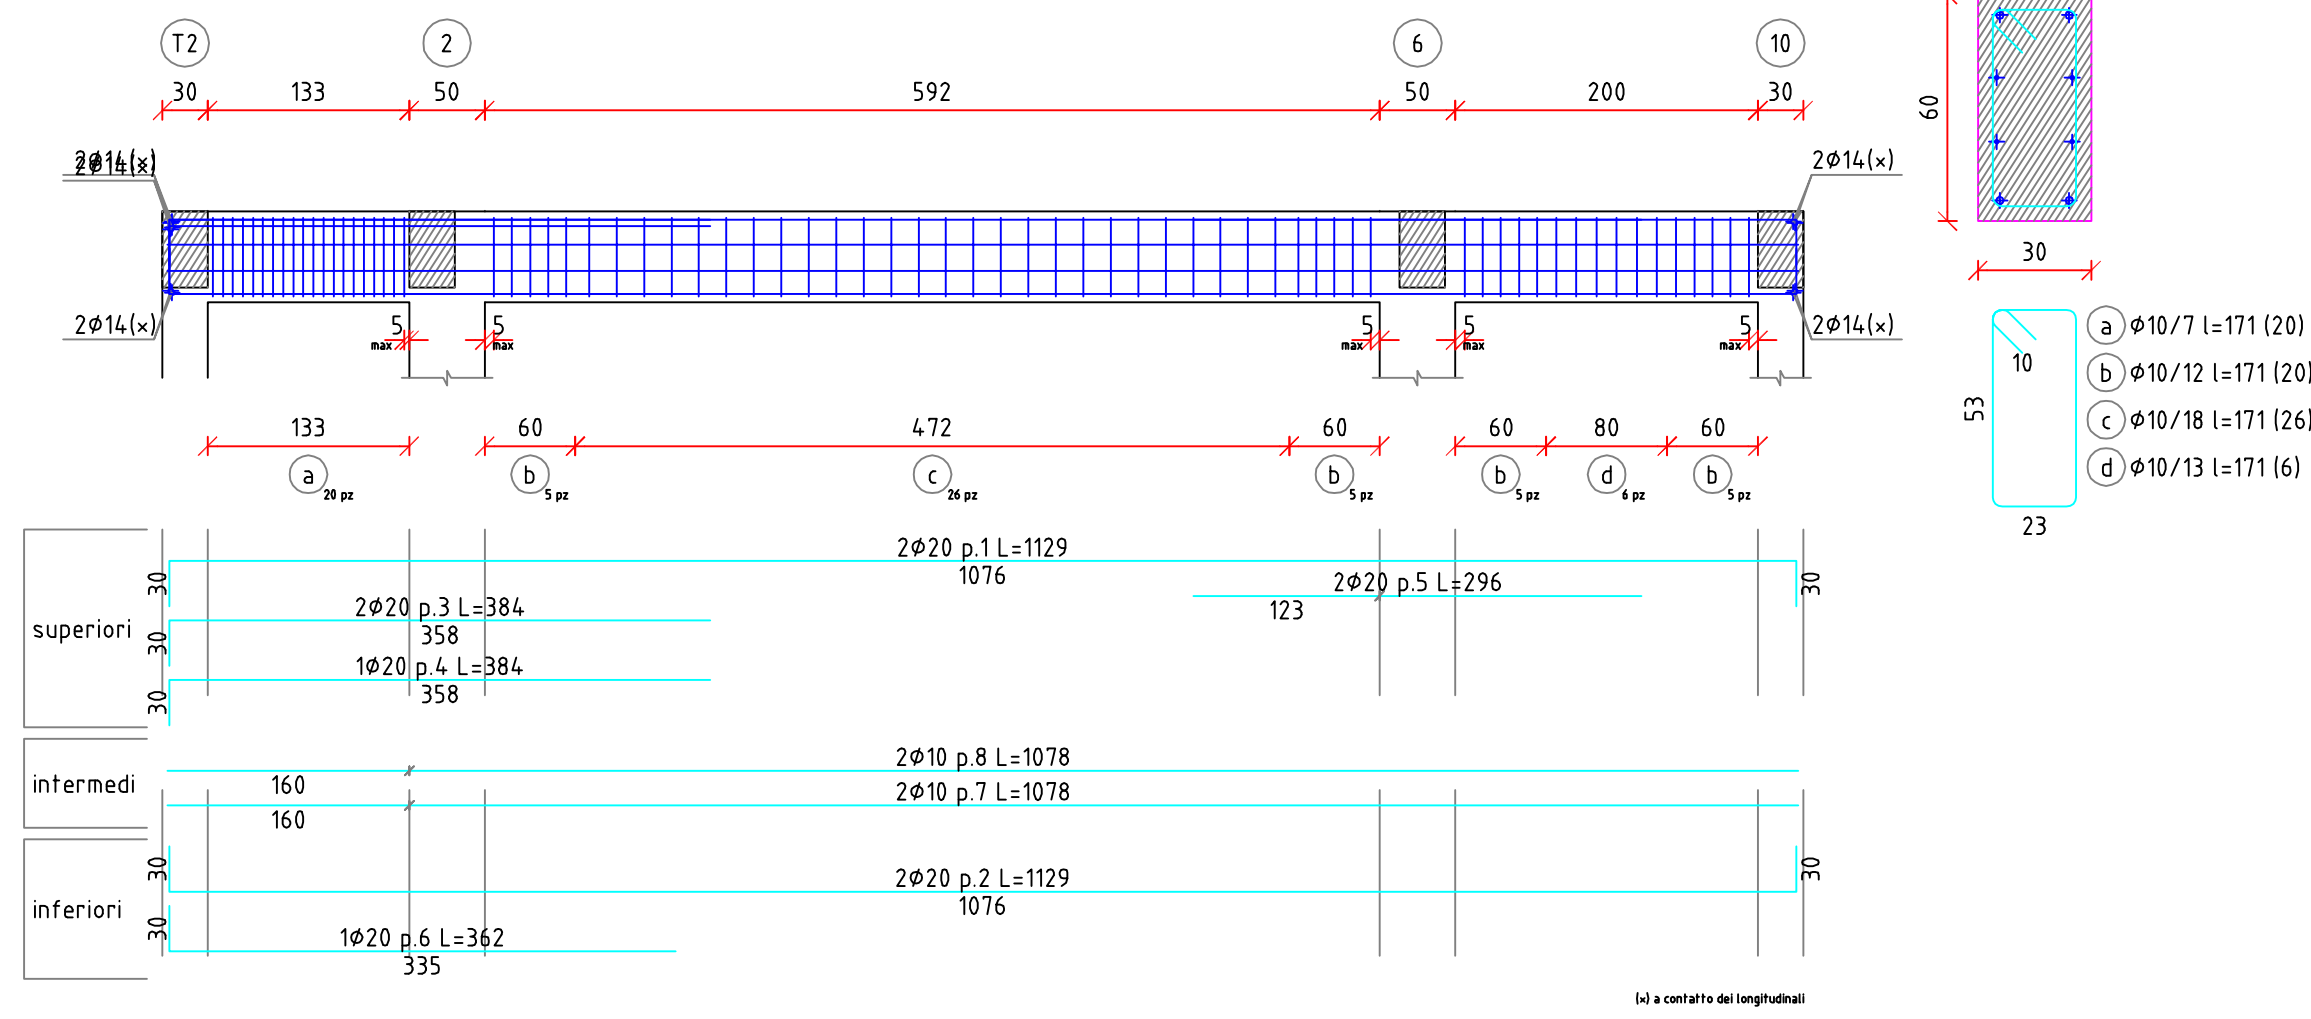 T2 2 6 10
30 133 50 592 50 200 30
60
2Φ14(x)
2Φ14(x)
2Φ14(x)
30
2Φ14(x)
5 5 5 5 5
2Φ14(x)
max max max max max
10
53
23
a Φ10/7 l=171 (20)
b Φ10/12 l=171 (20)
c Φ10/18 l=171 (26)
d Φ10/13 l=171 (6)
133 60 472 60 60 80 60
a 20 pz b 5 pz c 26 pz b 5 pz b 5 pz d 6 pz b 5 pz
superiori
2Φ20 p.1 L=1129
30 1076 30
2Φ20 p.5 L=296
123
2Φ20 p.3 L=384
30 358
1Φ20 p.4 L=384
30 358
intermedi
2Φ10 p.8 L=1078
160
2Φ10 p.7 L=1078
160
inferiori
30 30
2Φ20 p.2 L=1129
1076
30
1Φ20 p.6 L=362
335
(x) a contatto dei longitudinali